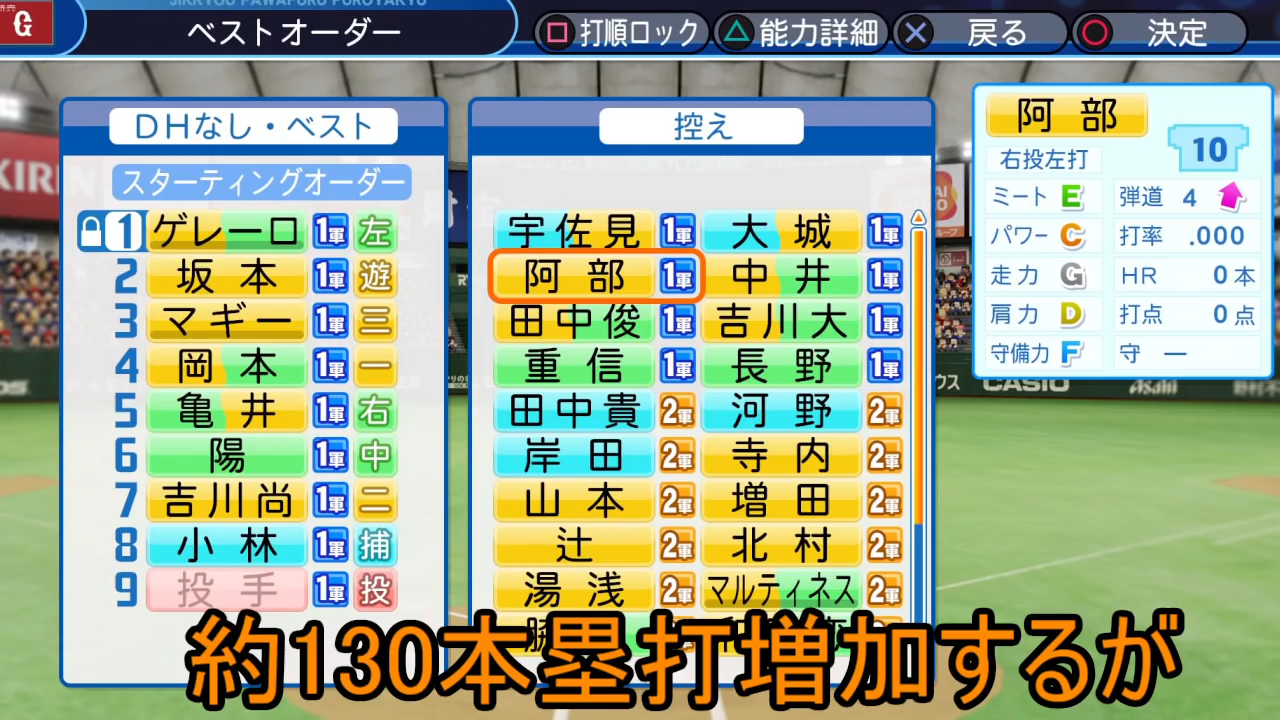 JIKKYOU PAWAFURU PUROYAKYU
G
ベストオーダー
打順ロック
能力詳細
戻る
決定
DHなし・ベスト
スターティングオーダー
1 ゲレーロ 1軍 左
2 坂本 1軍 遊
3 マギー 1軍 三
4 岡本 1軍 一
5 亀井 1軍 右
6 陽 1軍 中
7 吉川尚 1軍 二
8 小林 1軍 捕
9 投手 1軍 投
控え
宇佐見 1軍 大城 1軍
阿部 1軍 中井 1軍
田中俊 1軍 吉川大 1軍
重信 1軍 長野 1軍
田中貴 2軍 河野 2軍
岸田 2軍 寺内 2軍
山本 2軍 増田 2軍
辻 2軍 北村 2軍
湯浅 2軍 マルティネス 2軍
阿部
右投左打
10
ミート E 弾道 4
パワー C 打率 .000
走力 G HR 0本
肩力 D 打点 0点
守備力 F 守 ―
KIRI
CASIO
Asahi
約130本塁打増加するが